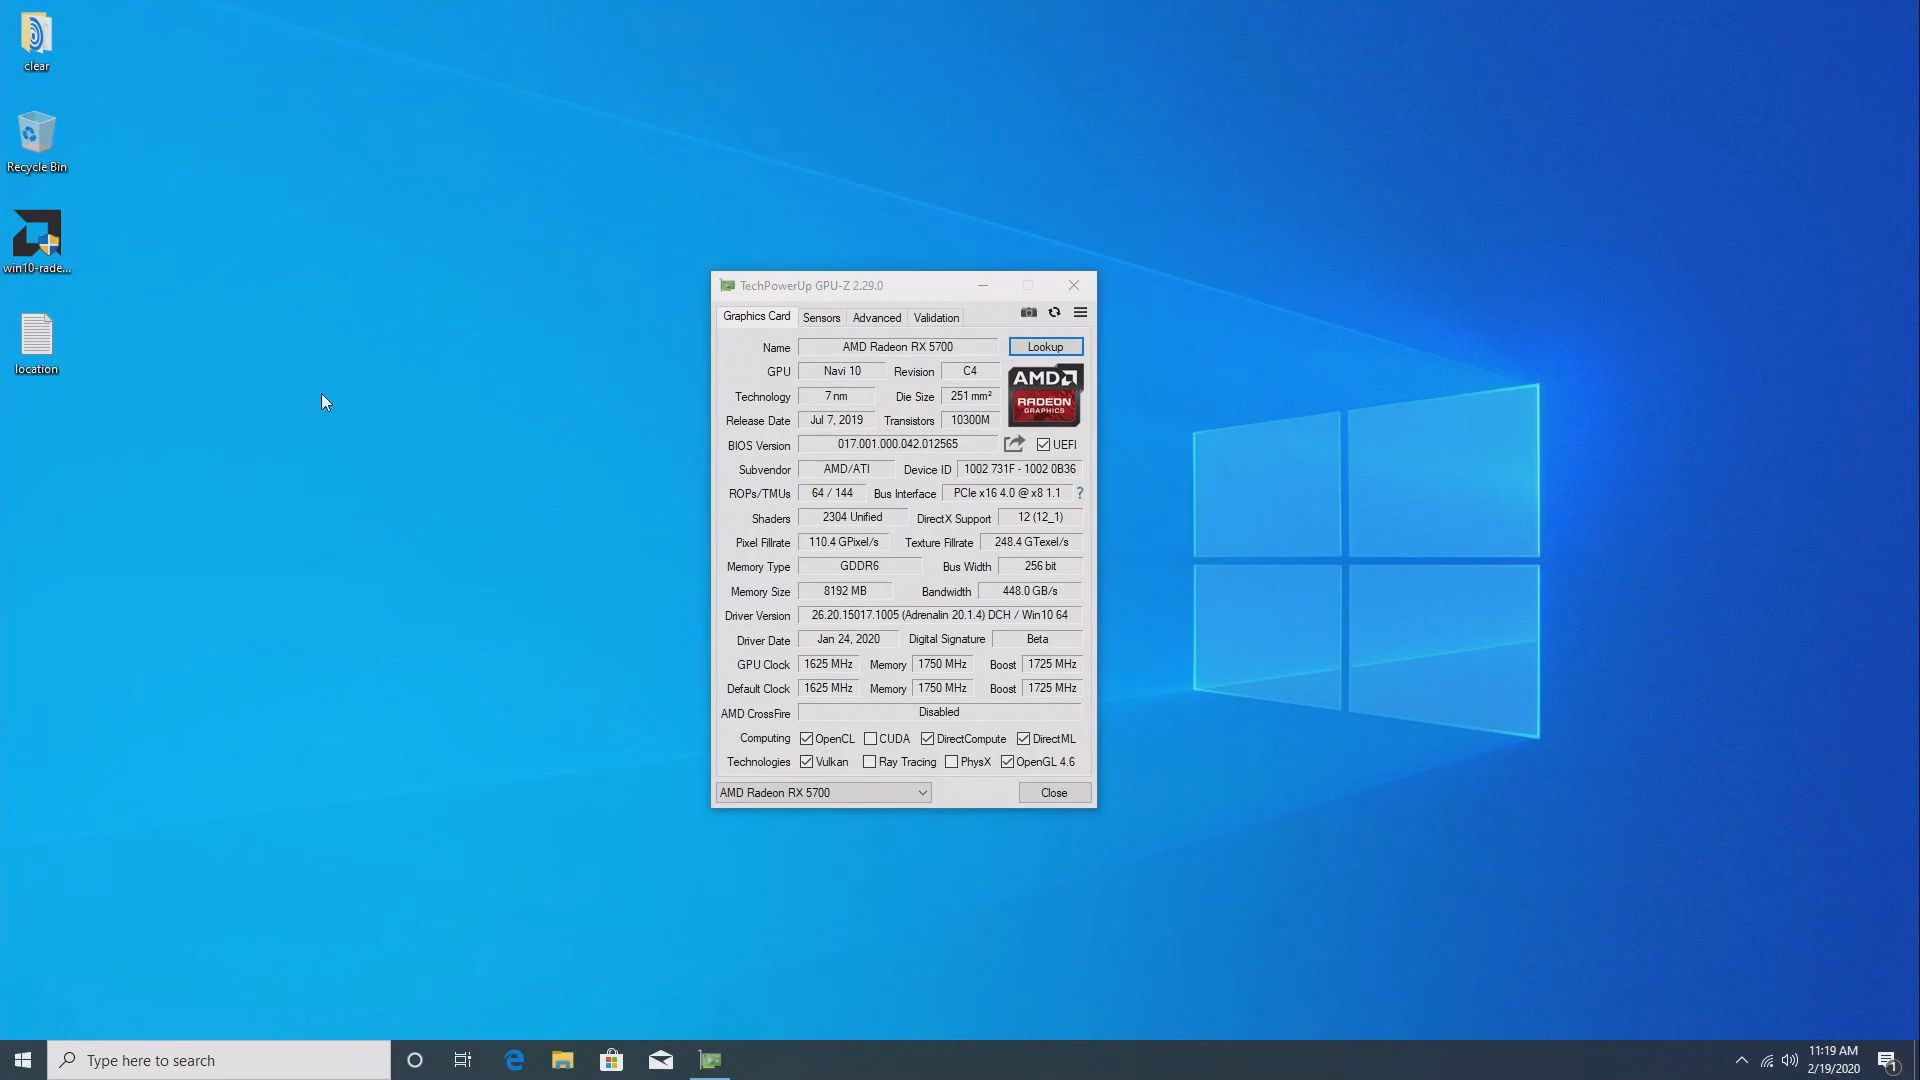 clear
Recycle Bin
win10-rade...
location
TechPowerUp GPU-Z 2.29.0
Graphics Card Sensors Advanced Validation
Name AMD Radeon RX 5700 Lookup
GPU Navi 10 Revision C4
AMD
RADEON
GRAPHICS
Technology 7 nm Die Size 251 mm²
Release Date Jul 7, 2019 Transistors 10300M
BIOS Version 017.001.000.042.012565 UEFI
Subvendor AMD/ATI Device ID 1002 731F - 1002 0B36
ROPs/TMUs 64 / 144 Bus Interface PCIe x16 4.0 @ x8 1.1 ?
Shaders 2304 Unified DirectX Support 12 (12_1)
Pixel Fillrate 110.4 GPixel/s Texture Fillrate 248.4 GTexel/s
Memory Type GDDR6 Bus Width 256 bit
Memory Size 8192 MB Bandwidth 448.0 GB/s
Driver Version 26.20.15017.1005 (Adrenalin 20.1.4) DCH / Win10 64
Driver Date Jan 24, 2020 Digital Signature Beta
GPU Clock 1625 MHz Memory 1750 MHz Boost 1725 MHz
Default Clock 1625 MHz Memory 1750 MHz Boost 1725 MHz
AMD CrossFire Disabled
Computing OpenCL CUDA DirectCompute DirectML
Technologies Vulkan Ray Tracing PhysX OpenGL 4.6
AMD Radeon RX 5700 Close
Type here to search
11:19 AM
2/19/2020
1